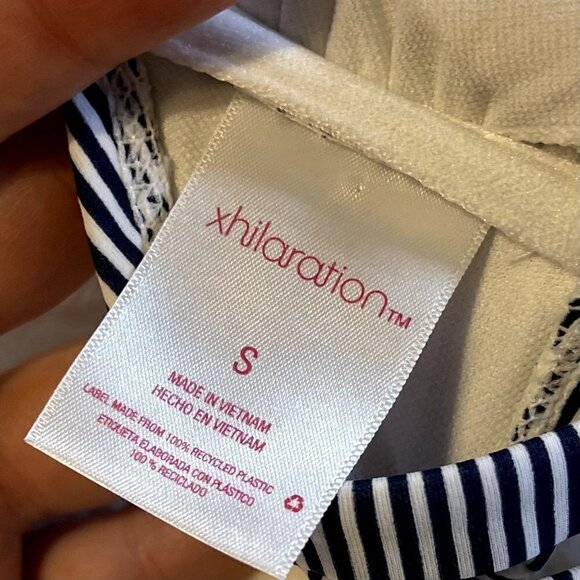 xhilaration™
S
MADE IN VIETNAM
HECHO EN VIETNAM
LABEL MADE FROM 100% RECYCLED PLASTIC
ETIQUETA ELABORADA CON PLÁSTICO
100 % RECICLADO